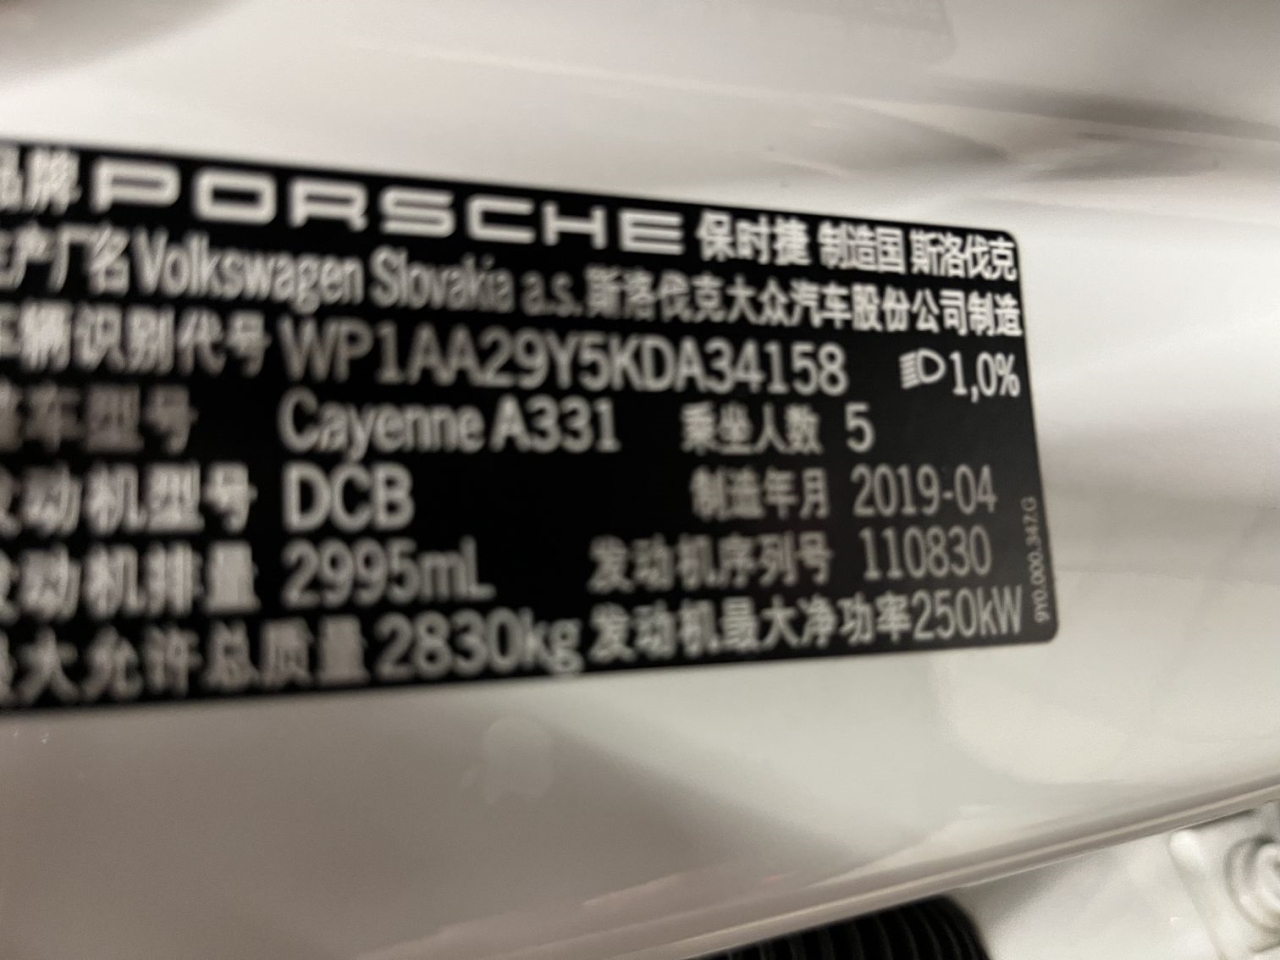 品牌 PORSCHE 保时捷 制造国 斯洛伐克
生产厂名 Volkswagen Slovakia a.s. 斯洛伐克大众汽车股份公司制造
车辆识别代号 WP1AA29Y5KDA34158 1,0%
整车型号 Cayenne A331 乘坐人数 5
发动机型号 DCB 制造年月 2019-04
发动机排量 2995mL 发动机序列号 110830
最大允许总质量 2830kg 发动机最大净功率 250kW
9Y0.000.347.G